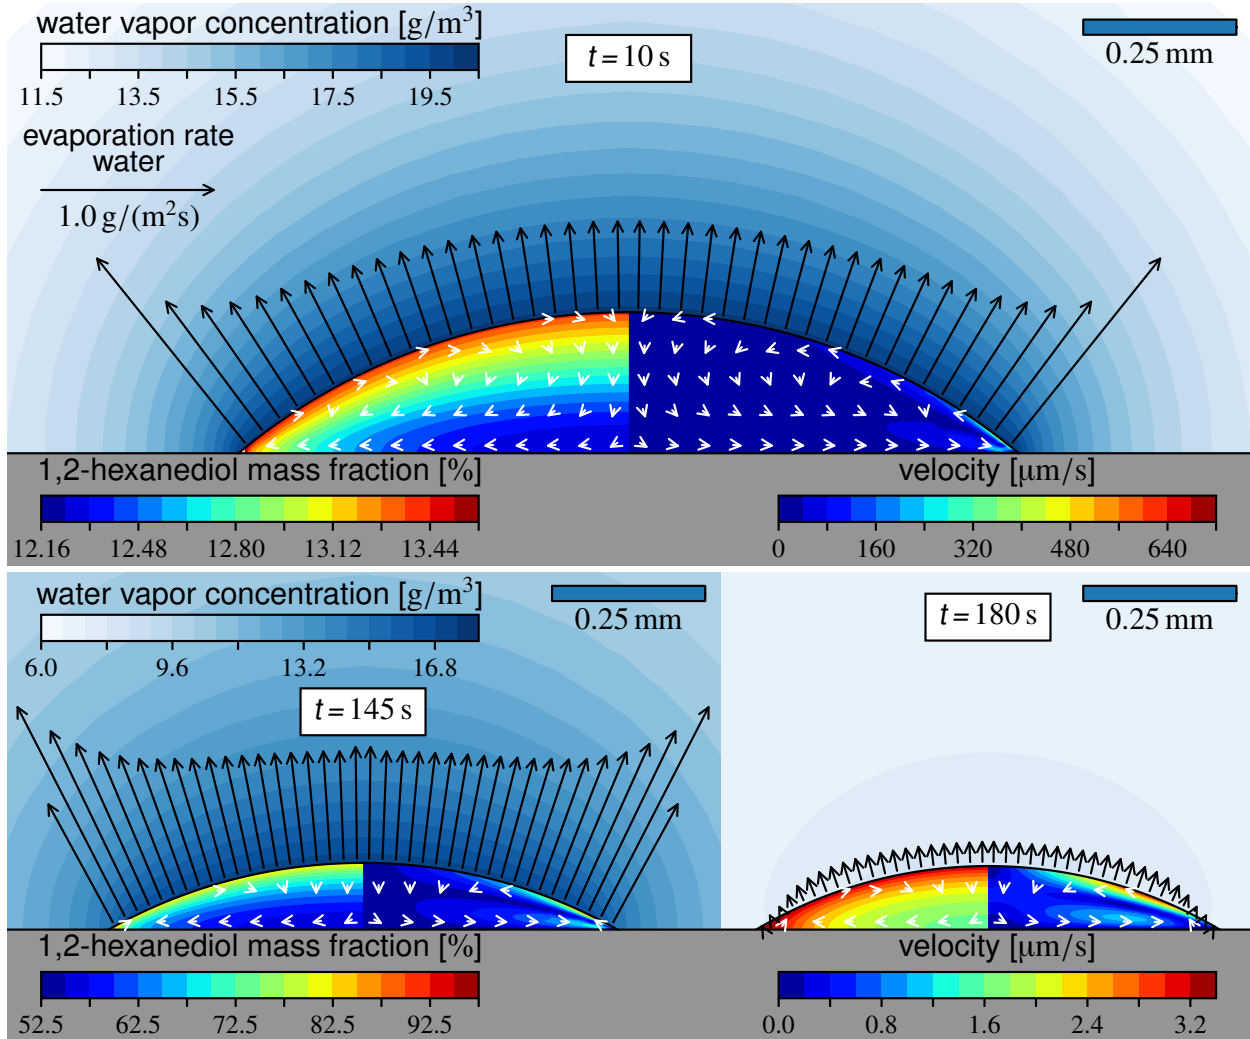 water vapor concentration [g/m³]
11.5 13.5 15.5 17.5 19.5
t = 10 s
0.25 mm
evaporation rate
water
1.0 g/(m²s)
1,2-hexanediol mass fraction [%]
12.16 12.48 12.80 13.12 13.44
velocity [µm/s]
0 160 320 480 640
water vapor concentration [g/m³]
6.0 9.6 13.2 16.8
0.25 mm
t = 145 s
t = 180 s
0.25 mm
1,2-hexanediol mass fraction [%]
52.5 62.5 72.5 82.5 92.5
velocity [µm/s]
0.0 0.8 1.6 2.4 3.2